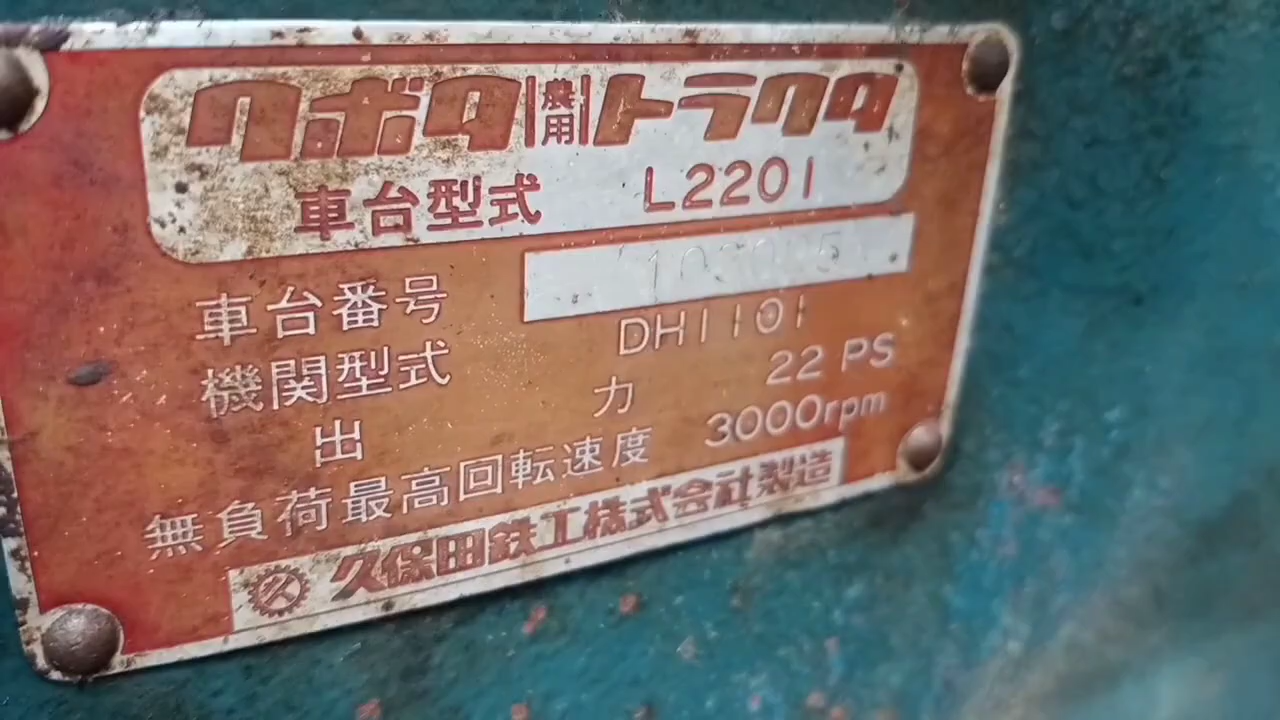 クボタ農用トラクタ
車台型式 L2201
車台番号
機関型式 DH1101
出力 22 PS
無負荷最高回転速度 3000rpm
久保田鉄工株式会社製造